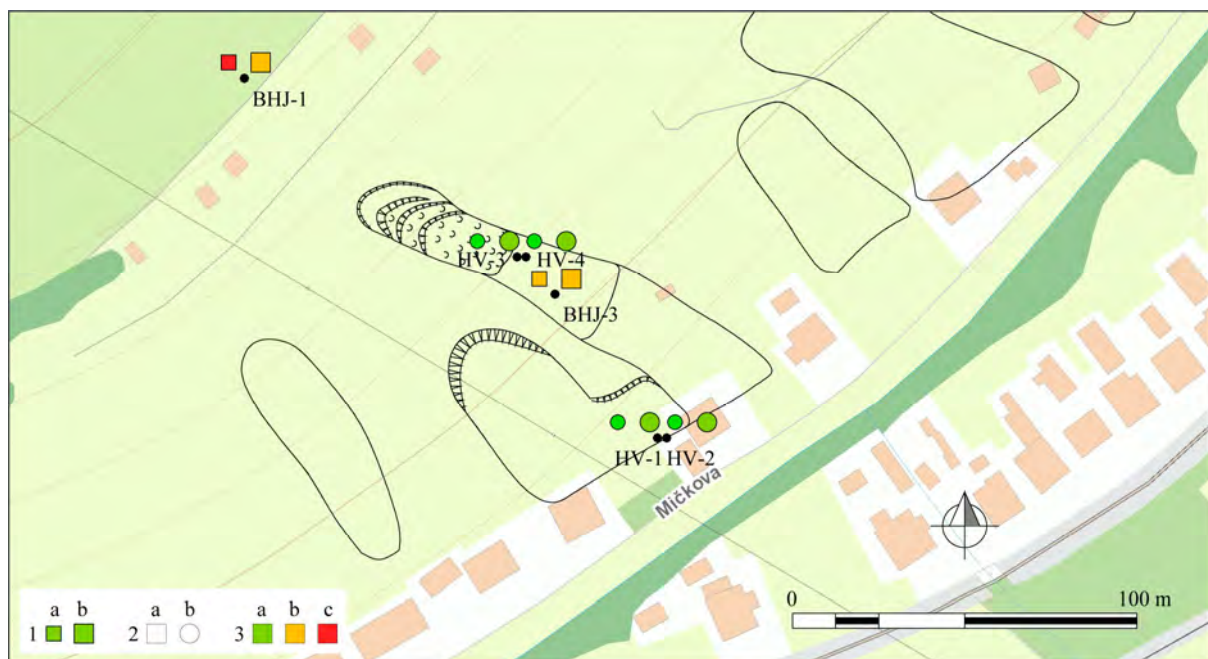 BHJ-1
HV-3 HV-4
BHJ-3
HV-1 HV-2
Mičkova
a b a b a b c
1 2 3
0 100 m